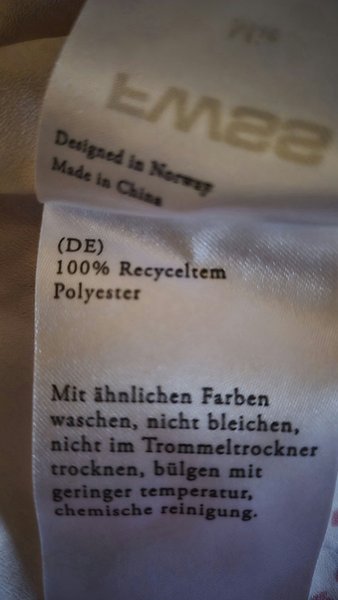 FWSS
Designed in Norway
Made in China
(DE)
100% Recyceltem
Polyester
Mit ähnlichen Farben
waschen, nicht bleichen,
nicht im Trommeltrockner
trocknen, bülgen mit
geringer temperatur,
chemische reinigung.